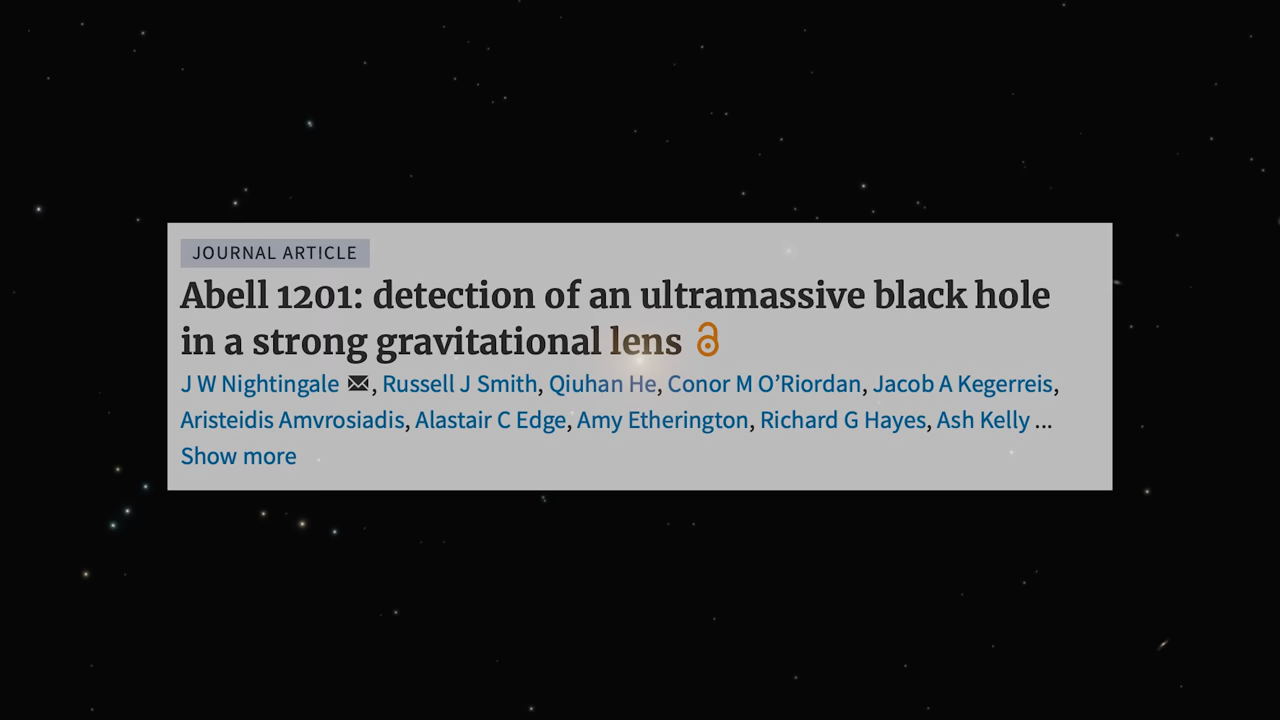 JOURNAL ARTICLE
Abell 1201: detection of an ultramassive black hole
in a strong gravitational lens
J W Nightingale, Russell J Smith, Qiuhan He, Conor M O’Riordan, Jacob A Kegerreis,
Aristeidis Amvrosiadis, Alastair C Edge, Amy Etherington, Richard G Hayes, Ash Kelly ...
Show more